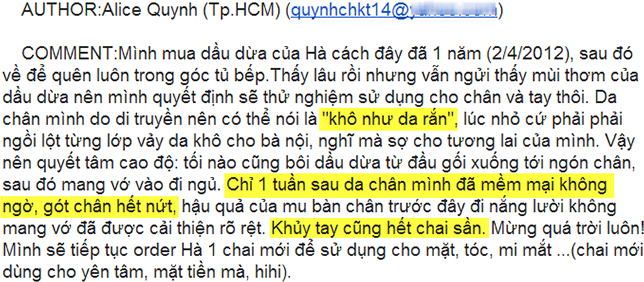 AUTHOR:Alice Quynh (Tp.HCM) (quynhchkt14@
COMMENT:Mình mua dầu dừa của Hà cách đây đã 1 năm (2/4/2012), sau đó
về để quên luôn trong góc tủ bếp.Thấy lâu rồi nhưng vẫn ngửi thấy mùi thơm của
dầu dừa nên mình quyết định sẽ thử nghiệm sử dụng cho chân và tay thôi. Da
chân mình do di truyền nên có thể nói là "khô như da rắn", lúc nhỏ cứ phải phải
ngồi lột từng lớp vảy da khô cho bà nội, nghĩ mà sợ cho tương lai của mình. Vậy
nên quyết tâm cao độ: tối nào cũng bôi dầu dừa từ đầu gối xuống tới ngón chân,
sau đó mang vớ vào đi ngủ. Chỉ 1 tuần sau da chân mình đã mềm mại không
ngờ, gót chân hết nứt, hậu quả của mu bàn chân trước đây đi nắng lười không
mang vớ đã được cải thiện rõ rệt. Khủy tay cũng hết chai sần. Mừng quá trời luôn!
Mình sẽ tiếp tục order Hà 1 chai mới để sử dụng cho mặt, tóc, mi mắt ...(chai mới
dùng cho yên tâm, mặt tiền mà, hihi).